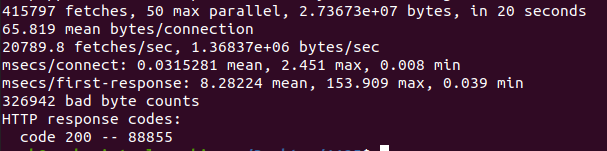 415797 fetches, 50 max parallel, 2.73673e+07 bytes, in 20 seconds
65.819 mean bytes/connection
20789.8 fetches/sec, 1.36837e+06 bytes/sec
msecs/connect: 0.0315281 mean, 2.451 max, 0.008 min
msecs/first-response: 8.28224 mean, 153.909 max, 0.039 min
326942 bad byte counts
HTTP response codes:
  code 200 -- 88855